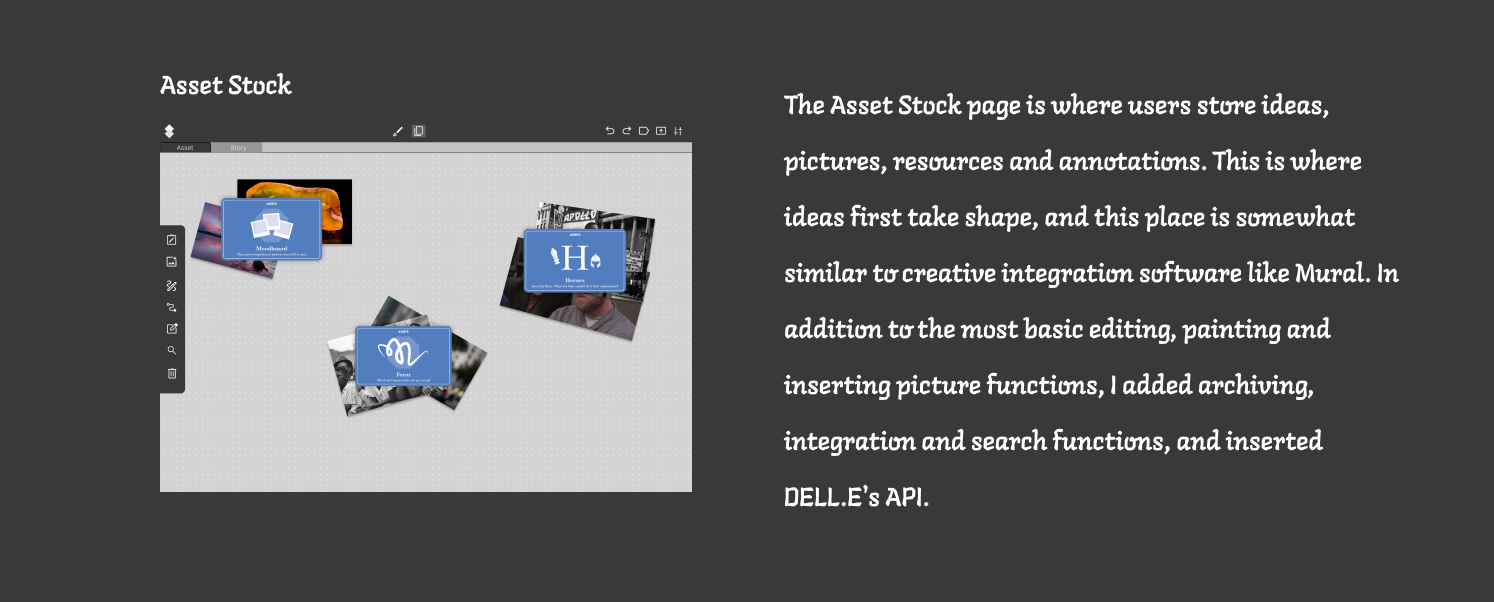 Asset Stock
Asset
Story
ASSETS
Moodboard
APOLLO
ASSETS
H
Heroes
ASSETS
Form
The Asset Stock page is where users store ideas,
pictures, resources and annotations. This is where
ideas first take shape, and this place is somewhat
similar to creative integration software like Mural. In
addition to the most basic editing, painting and
inserting picture functions, I added archiving,
integration and search functions, and inserted
DELL.E's API.